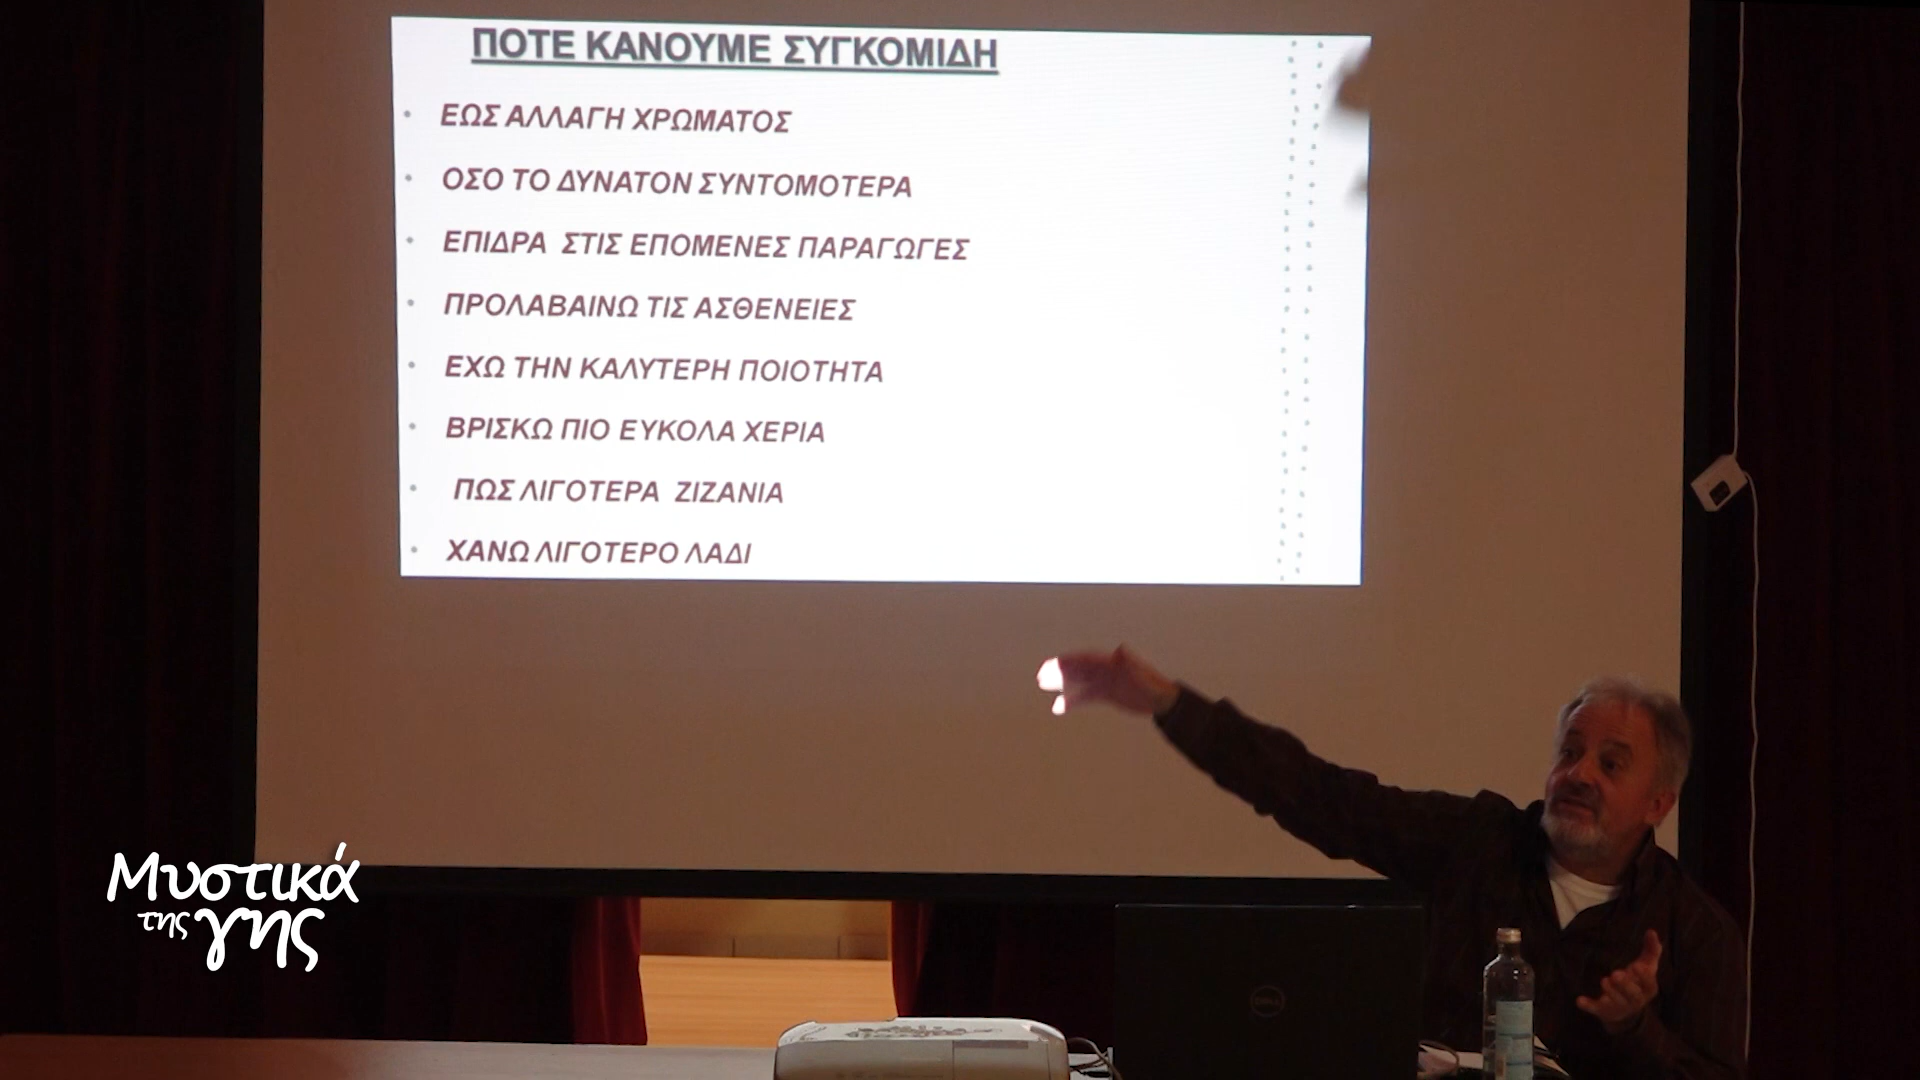 ΠΟΤΕ ΚΑΝΟΥΜΕ ΣΥΓΚΟΜΙΔΗ
• ΕΩΣ ΑΛΛΑΓΗ ΧΡΩΜΑΤΟΣ
• ΟΣΟ ΤΟ ΔΥΝΑΤΟΝ ΣΥΝΤΟΜΟΤΕΡΑ
• ΕΠΙΔΡΑ ΣΤΙΣ ΕΠΟΜΕΝΕΣ ΠΑΡΑΓΩΓΕΣ
• ΠΡΟΛΑΒΑΙΝΩ ΤΙΣ ΑΣΘΕΝΕΙΕΣ
• ΕΧΩ ΤΗΝ ΚΑΛΥΤΕΡΗ ΠΟΙΟΤΗΤΑ
• ΒΡΙΣΚΩ ΠΙΟ ΕΥΚΟΛΑ ΧΕΡΙΑ
• ΠΩΣ ΛΙΓΟΤΕΡΑ ΖΙΖΑΝΙΑ
• ΧΑΝΩ ΛΙΓΟΤΕΡΟ ΛΑΔΙ
Μυστικά
της γης
DELL